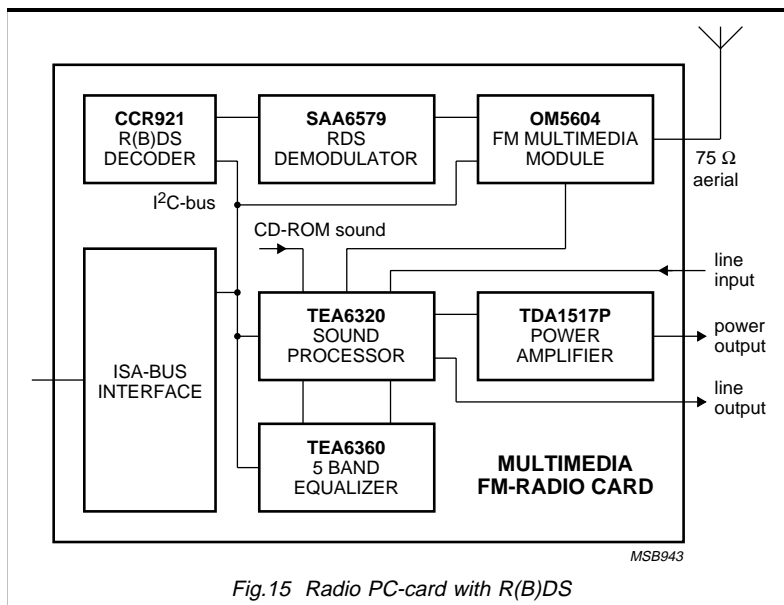 CCR921
R(B)DS
DECODER
SAA6579
RDS
DEMODULATOR
OM5604
FM MULTIMEDIA
MODULE
75 Ω
aerial
I²C-bus
CD-ROM sound
line
input
ISA-BUS
INTERFACE
TEA6320
SOUND
PROCESSOR
TDA1517P
POWER
AMPLIFIER
power
output
line
output
TEA6360
5 BAND
EQUALIZER
MULTIMEDIA
FM-RADIO CARD
MSB943
Fig.15 Radio PC-card with R(B)DS